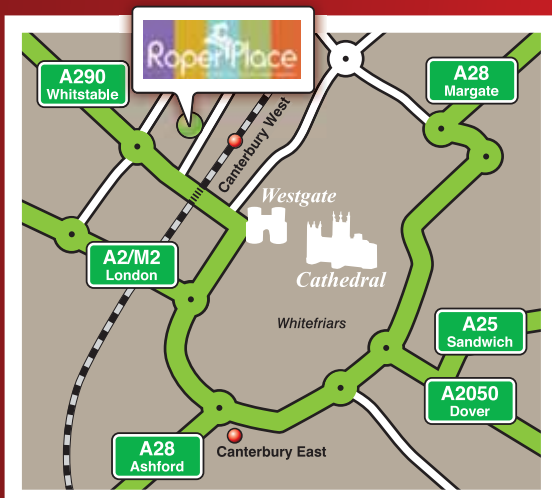 Roper Place
A290
Whitstable
A28
Margate
Canterbury West
Westgate
Cathedral
A2/M2
London
Whitefriars
A25
Sandwich
A2050
Dover
A28
Ashford
Canterbury East